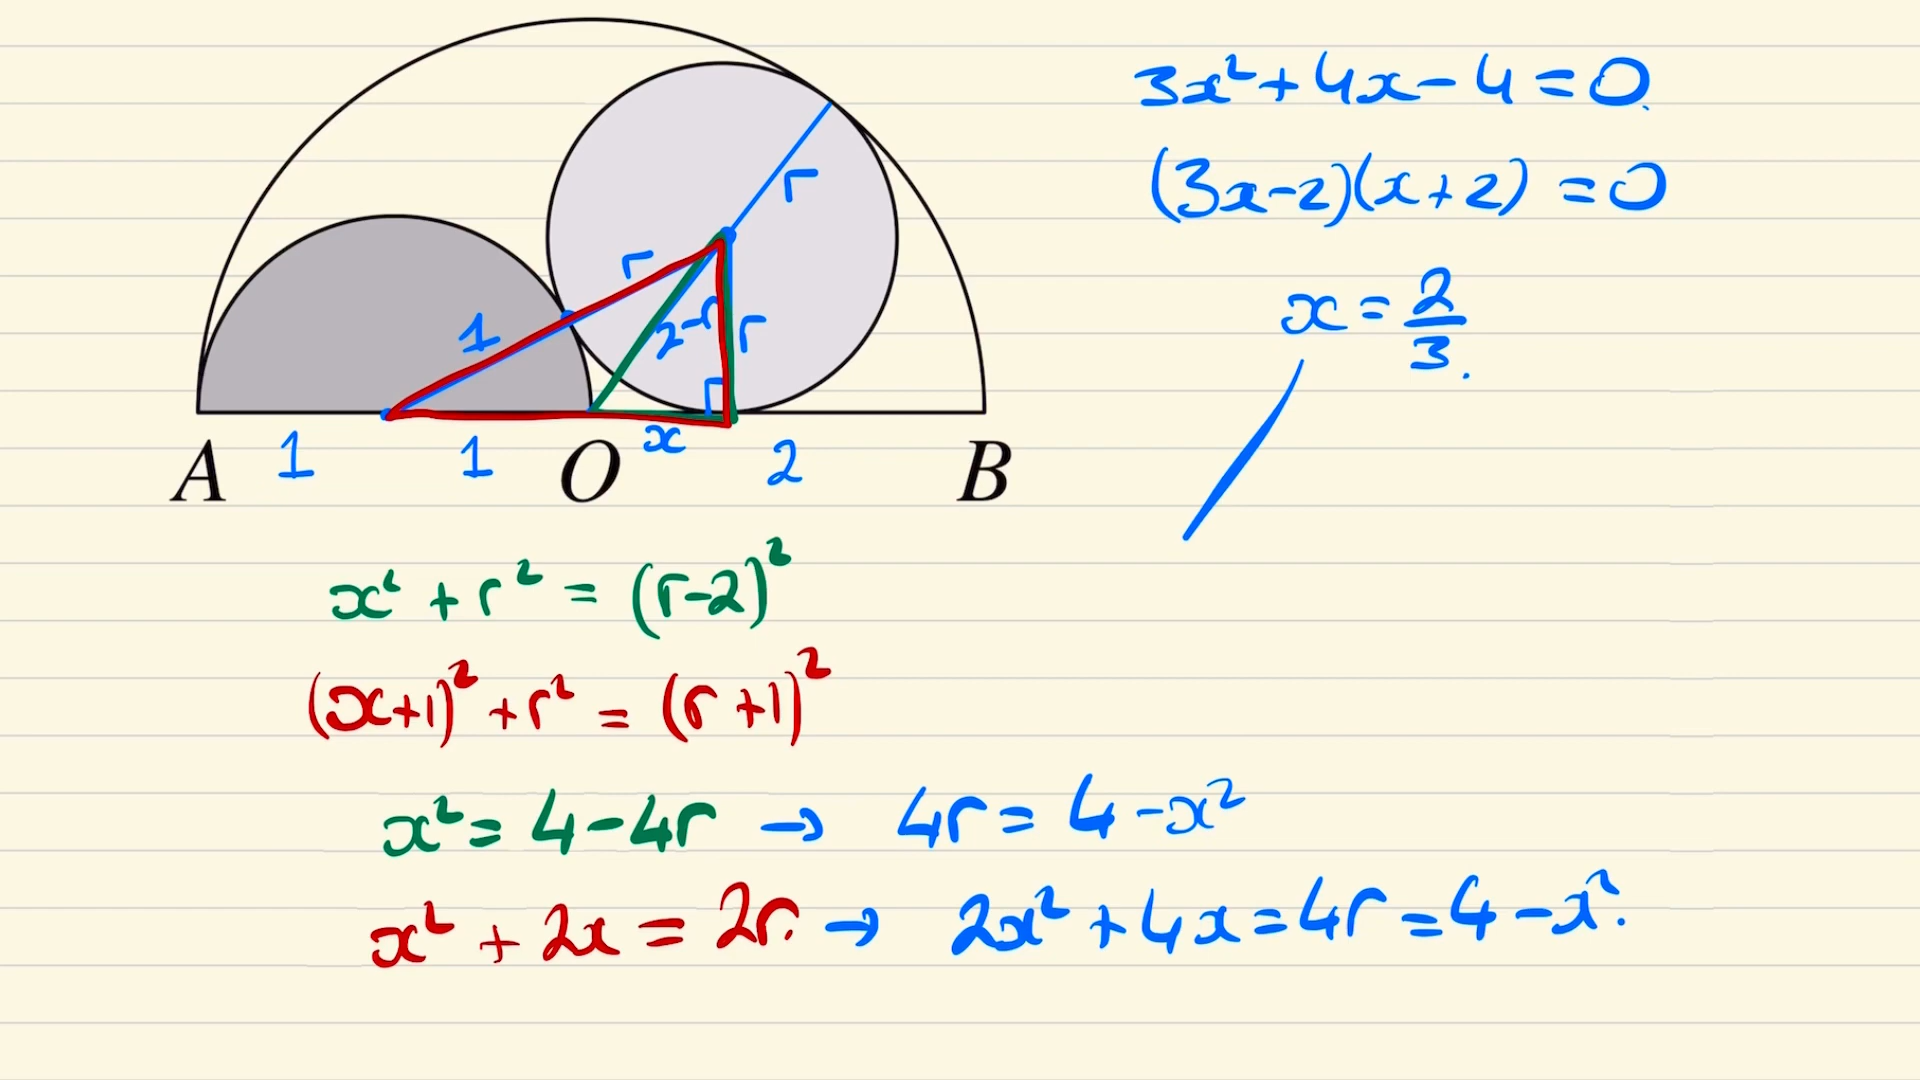 3x² + 4x - 4 = 0
(3x-2)(x+2) = 0
x = 2/3
r
r
1
2-r
r
A 1 1 O x 2 B
x² + r² = (r-2)²
(x+1)² + r² = (r+1)²
x² = 4 - 4r → 4r = 4 - x²
x² + 2x = 2r. → 2x² + 4x = 4r = 4 - x².